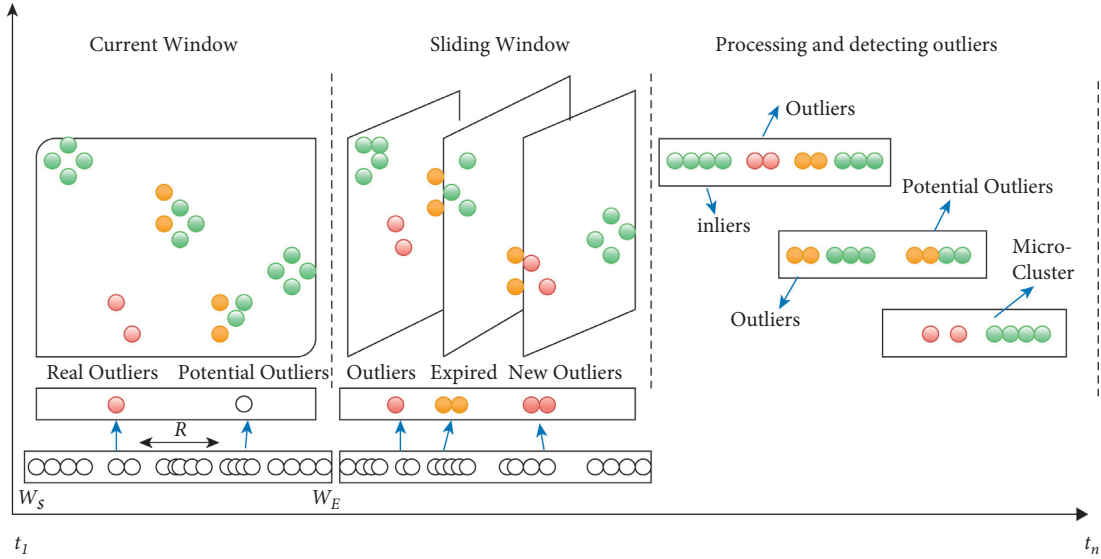 Current Window
Sliding Window
Processing and detecting outliers
Outliers
inliers
Potential Outliers
Micro-
Cluster
Outliers
Real Outliers
Potential Outliers
Outliers
Expired
New Outliers
R
W_S
W_E
t_1
t_n